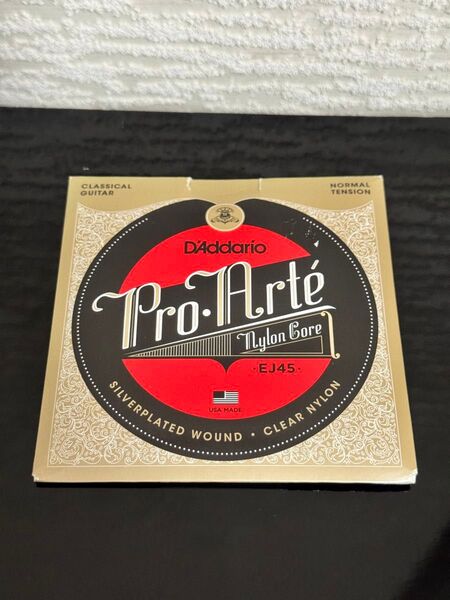 CLASSICAL
GUITAR
NORMAL
TENSION
D'Addario
Pro·Arté
Nylon Core
·EJ45·
USA MADE
SILVERPLATED WOUND · CLEAR NYLON